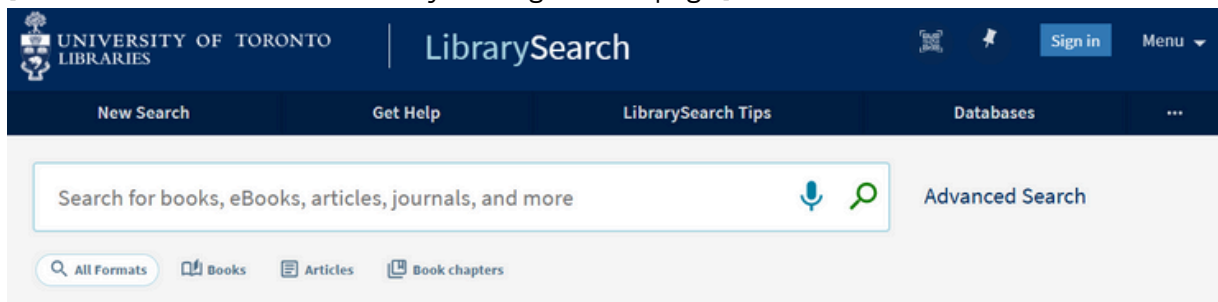 UNIVERSITY OF TORONTO
LIBRARIES
LibrarySearch
Sign in
Menu
New Search
Get Help
LibrarySearch Tips
Databases
...
Search for books, eBooks, articles, journals, and more
Advanced Search
All Formats
Books
Articles
Book chapters